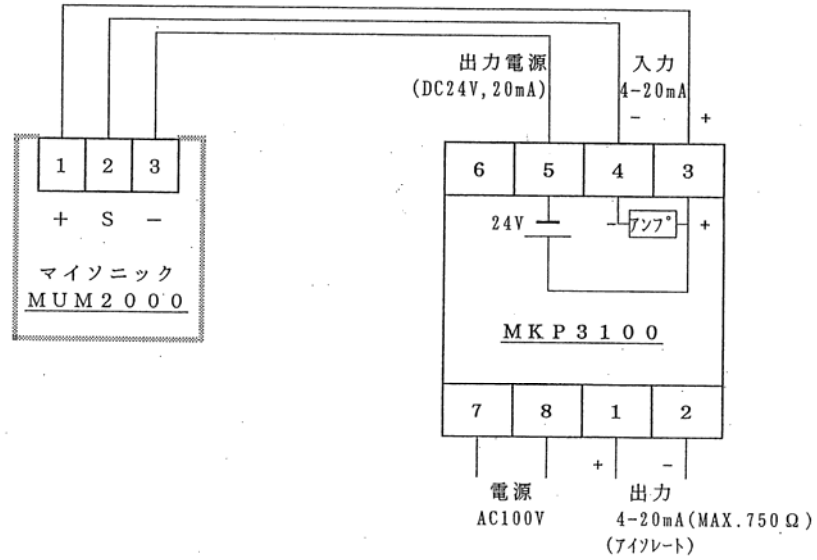 出力電源
(DC24V,20mA)
入力
4-20mA
- +
1 2 3
+ S -
マイソニック
MUM2000
6 5 4 3
24V
- アンプ +
MKP3100
7 8 1 2
電源
AC100V
+ -
出力
4-20mA(MAX.750Ω)
(アイソレート)